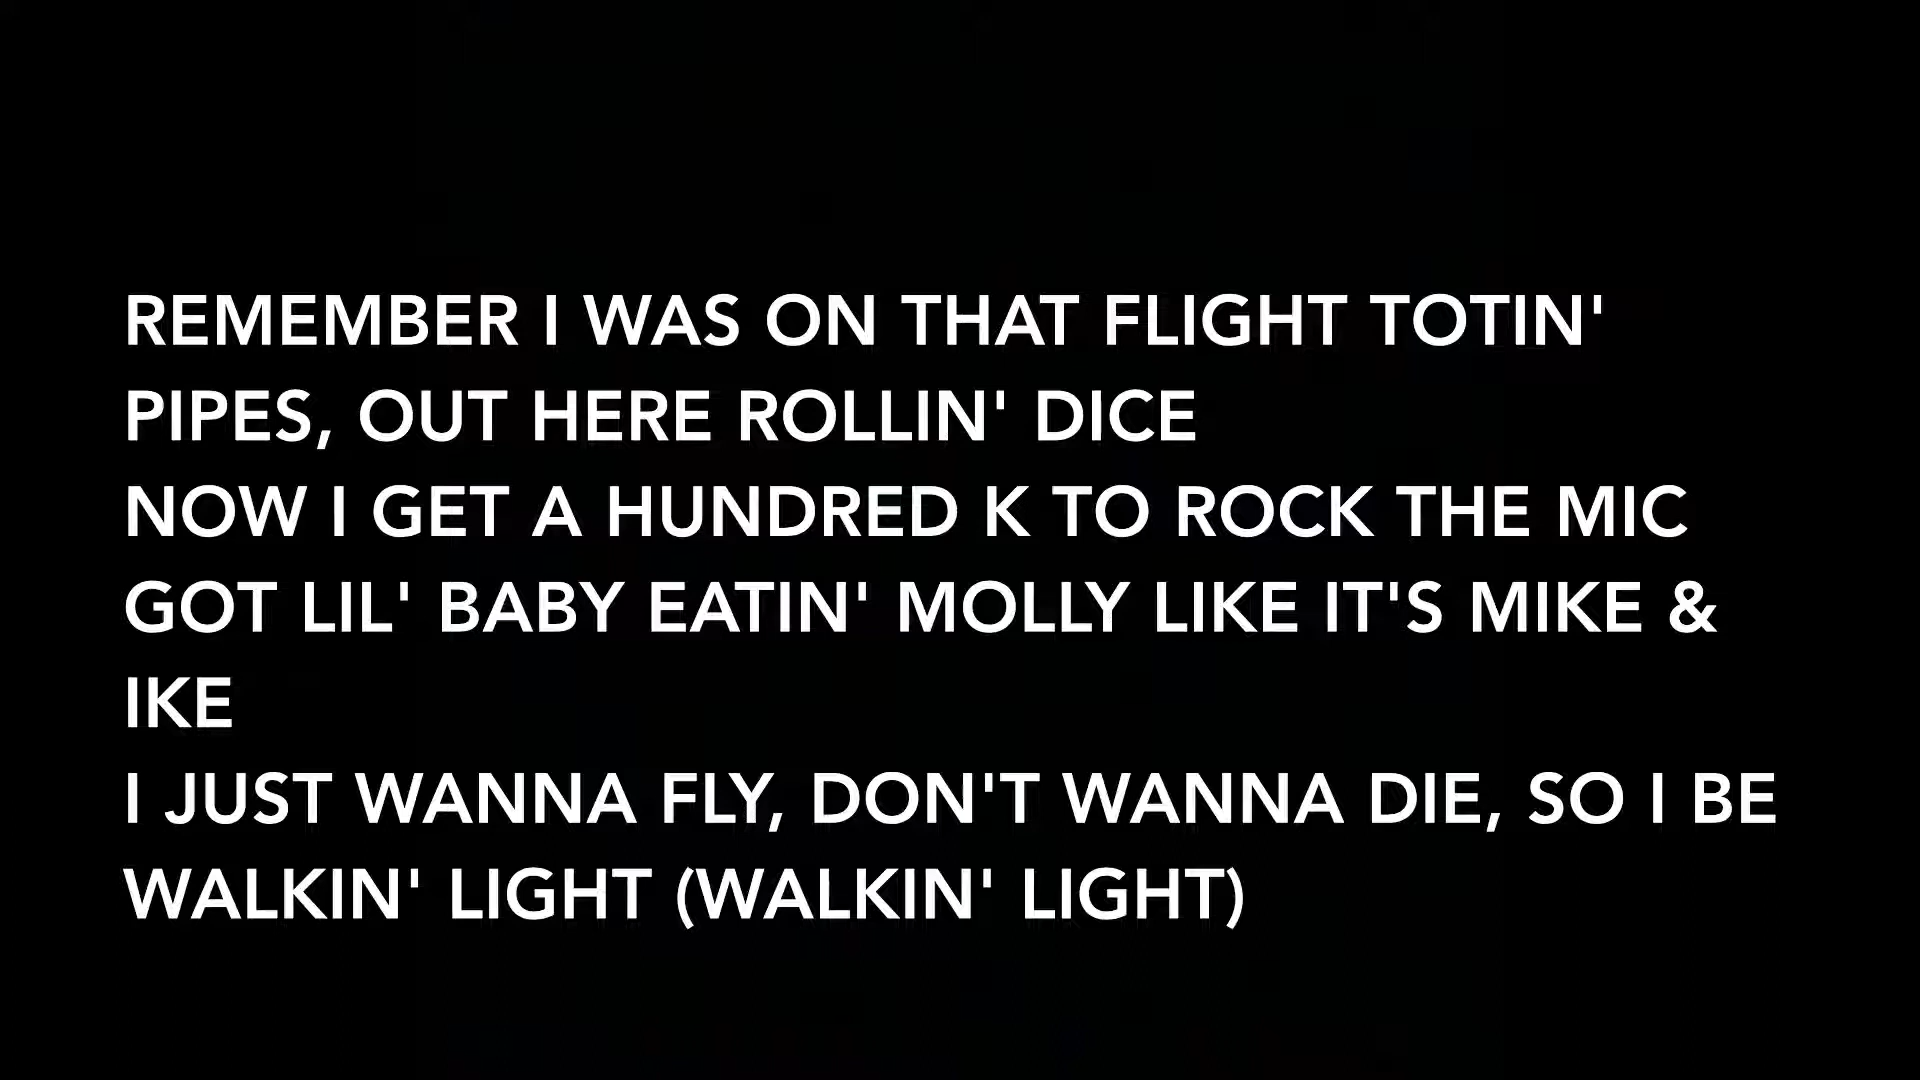 REMEMBER I WAS ON THAT FLIGHT TOTIN'
PIPES, OUT HERE ROLLIN' DICE
NOW I GET A HUNDRED K TO ROCK THE MIC
GOT LIL' BABY EATIN' MOLLY LIKE IT'S MIKE &
IKE
I JUST WANNA FLY, DON'T WANNA DIE, SO I BE
WALKIN' LIGHT (WALKIN' LIGHT)